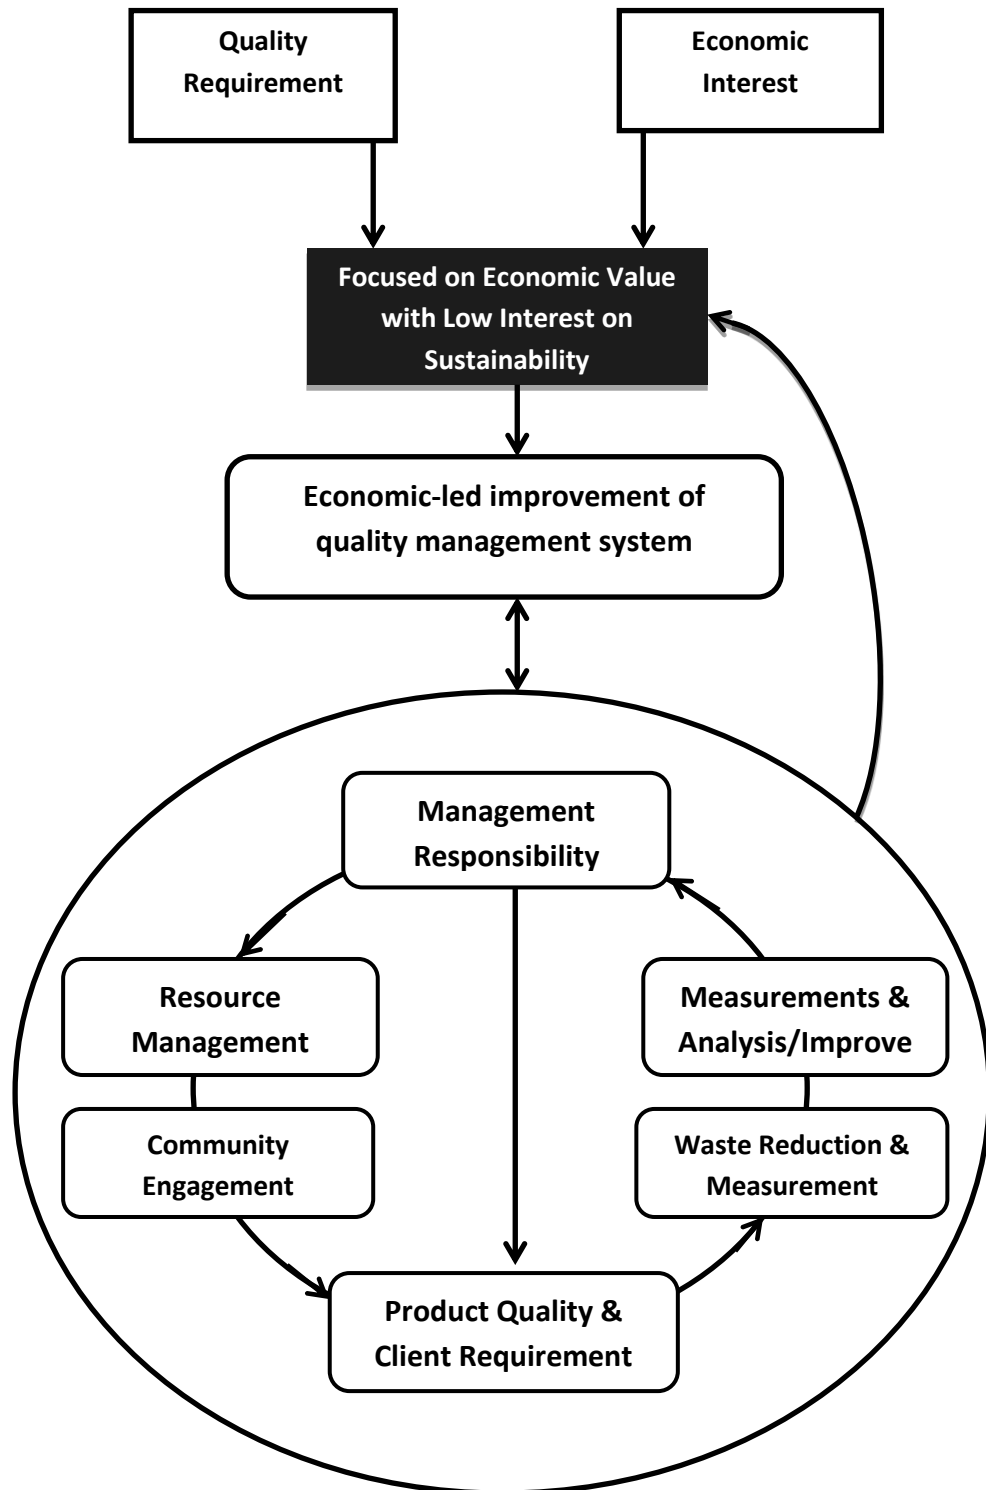 Quality
Requirement
Economic
Interest
Focused on Economic Value
with Low Interest on
Sustainability
Economic-led improvement of
quality management system
Management
Responsibility
Resource
Management
Measurements &
Analysis/Improve
Community
Engagement
Waste Reduction &
Measurement
Product Quality &
Client Requirement